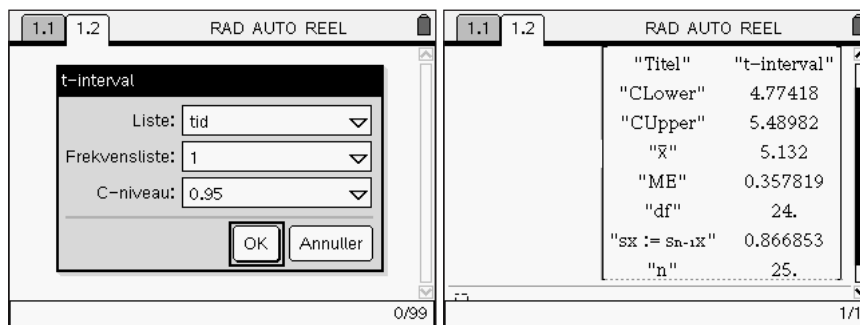 1.1 1.2 RAD AUTO REEL
t-interval
Liste: tid
Frekvensliste: 1
C-niveau: 0.95
OK Annuller
0/99
1.1 1.2 RAD AUTO REEL
"Titel" "t-interval"
"CLower" 4.77418
"CUpper" 5.48982
"x̄" 5.132
"ME" 0.357819
"df" 24.
"sx := sn-1x" 0.866853
"n" 25.
1/1